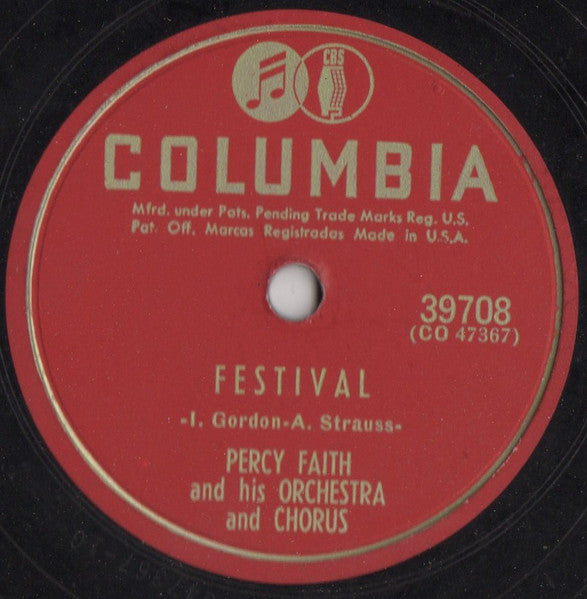 CBS
COLUMBIA
Mfrd. under Pats. Pending Trade Marks Reg. U.S.
Pat. Off. Marcas Registradas Made in U.S.A.
39708
(CO 47367)
FESTIVAL
-I. Gordon-A. Strauss-
PERCY FAITH
and his ORCHESTRA
and CHORUS